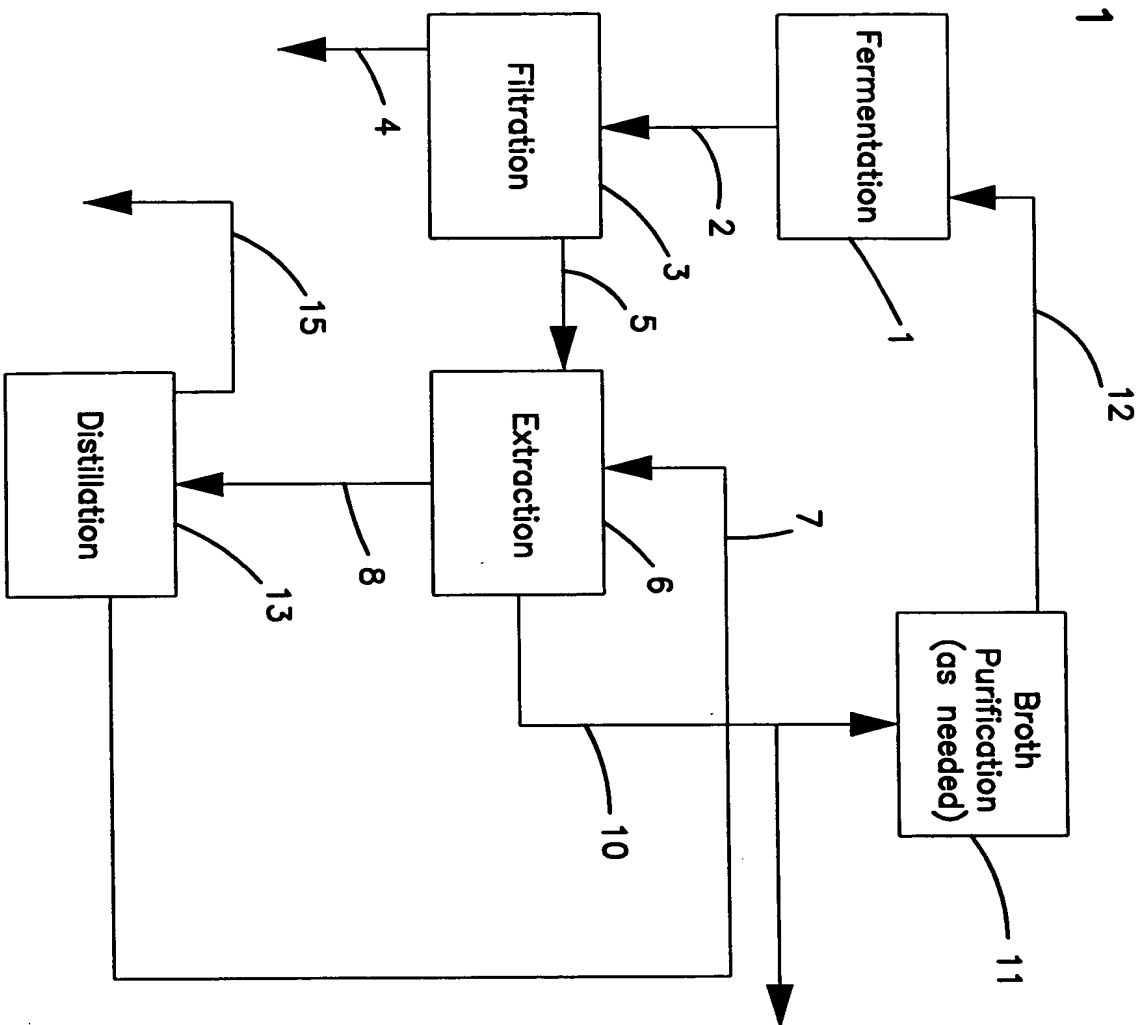 1
12
Broth
Purification
(as needed)
11
Fermentation
1
7
2
3
6
5
10
Filtration
Extraction
4
8
15
13
Distillation